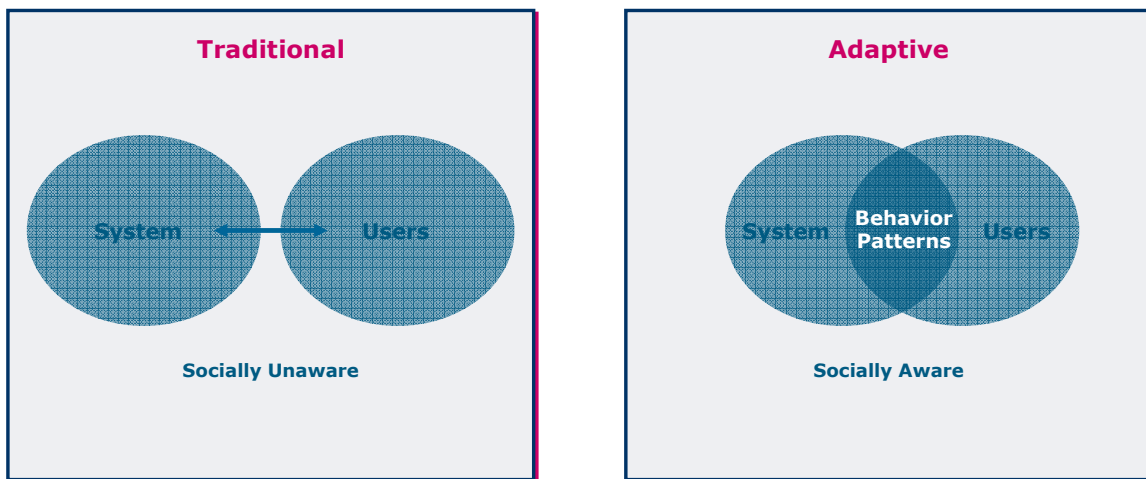 Traditional
System
Users
Socially Unaware
Adaptive
System
Behavior
Patterns
Users
Socially Aware